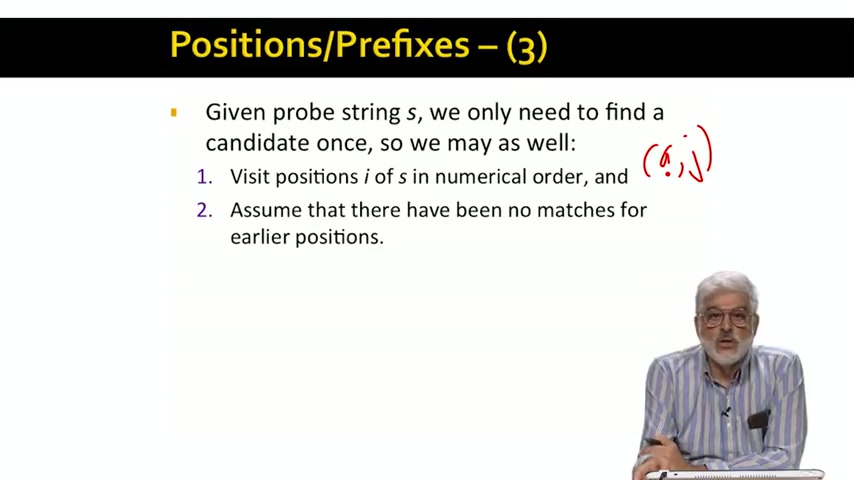 Positions/Prefixes – (3)
▪ Given probe string s, we only need to find a
candidate once, so we may as well:
1. Visit positions i of s in numerical order, and
2. Assume that there have been no matches for
earlier positions.